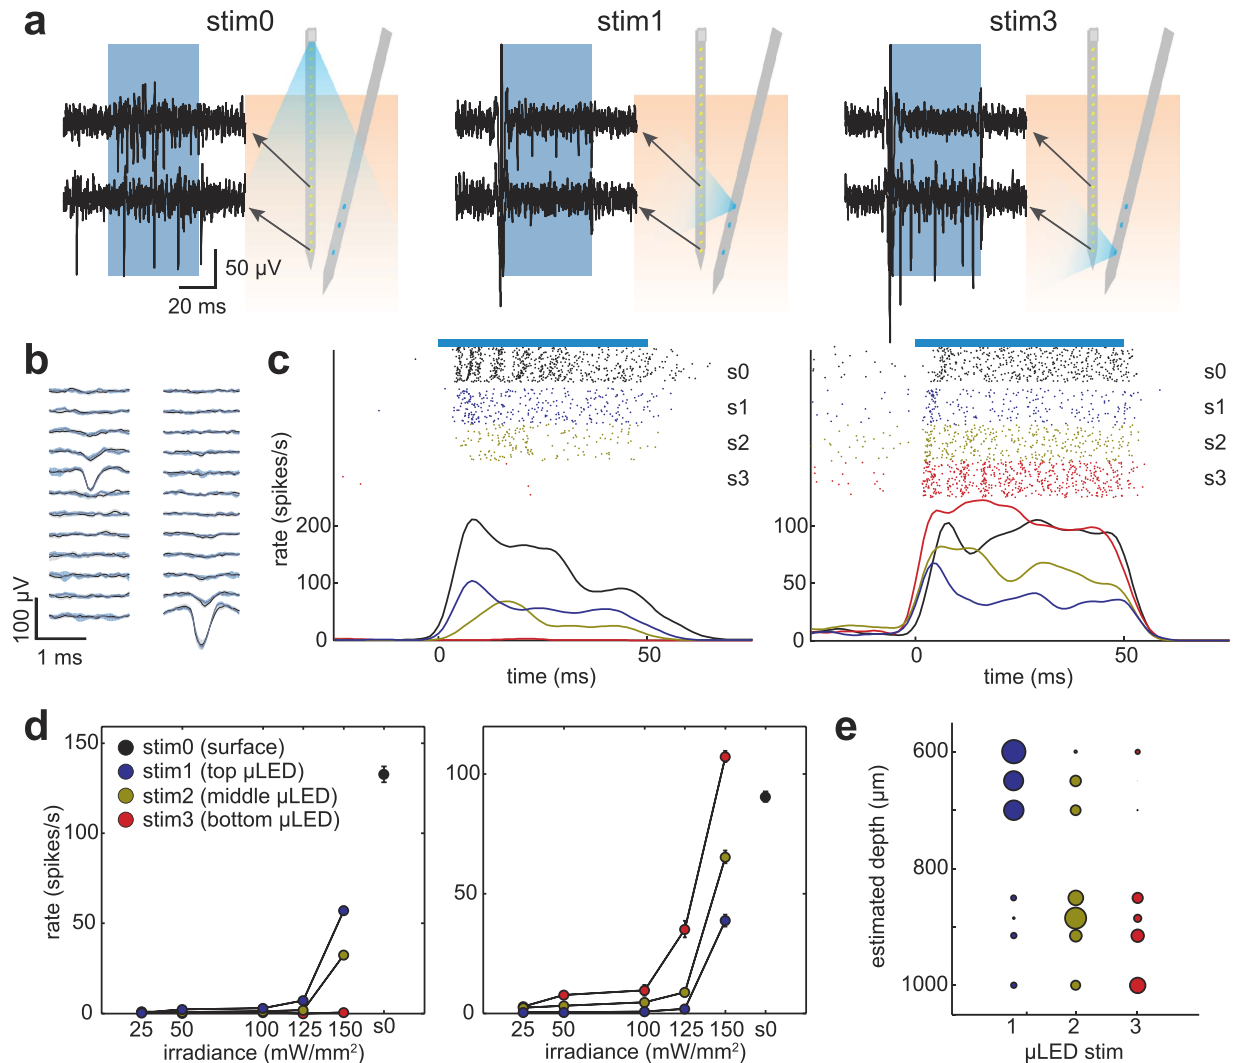 a
stim0
stim1
stim3
50 µV
20 ms
b
100 µV
1 ms
c
s0
s1
s2
s3
rate (spikes/s)
200
100
0
0
50
time (ms)
s0
s1
s2
s3
100
50
0
0
50
time (ms)
d
rate (spikes/s)
150
100
50
0
stim0 (surface)
stim1 (top µLED)
stim2 (middle µLED)
stim3 (bottom µLED)
25
50
100
125
150
s0
irradiance (mW/mm²)
100
50
0
25
50
100
125
150
s0
irradiance (mW/mm²)
e
estimated depth (µm)
600
800
1000
1
2
3
µLED stim